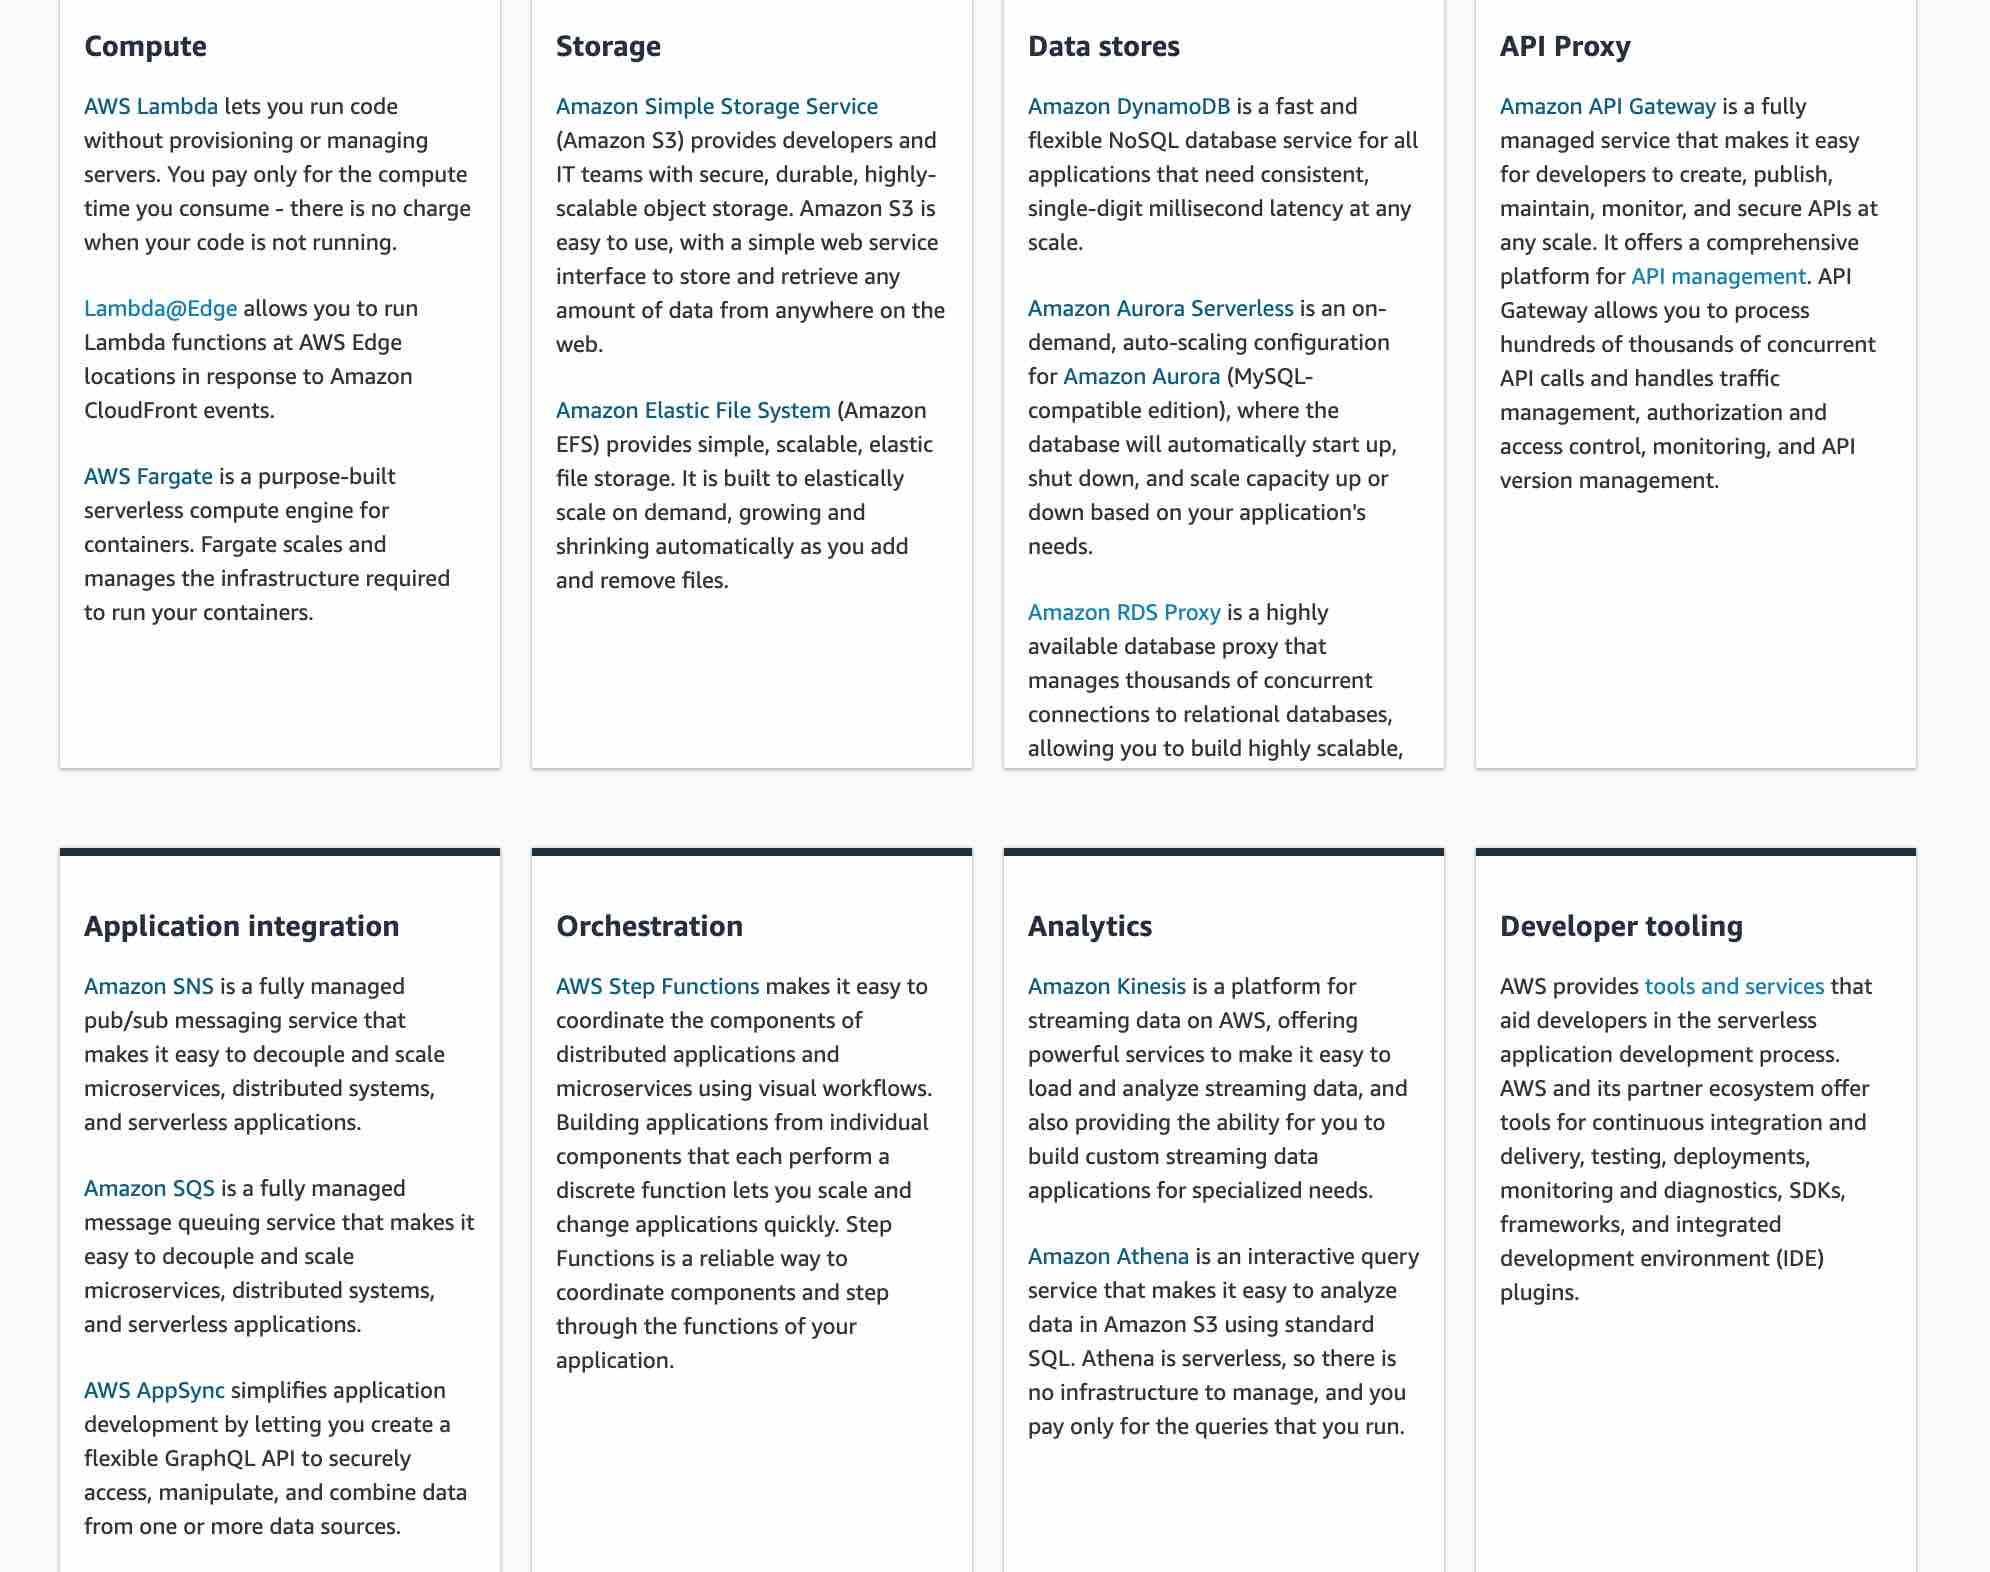 Compute
AWS Lambda lets you run code
without provisioning or managing
servers. You pay only for the compute
time you consume - there is no charge
when your code is not running.
Lambda@Edge allows you to run
Lambda functions at AWS Edge
locations in response to Amazon
CloudFront events.
AWS Fargate is a purpose-built
serverless compute engine for
containers. Fargate scales and
manages the infrastructure required
to run your containers.
Storage
Amazon Simple Storage Service
(Amazon S3) provides developers and
IT teams with secure, durable, highly-
scalable object storage. Amazon S3 is
easy to use, with a simple web service
interface to store and retrieve any
amount of data from anywhere on the
web.
Amazon Elastic File System (Amazon
EFS) provides simple, scalable, elastic
file storage. It is built to elastically
scale on demand, growing and
shrinking automatically as you add
and remove files.
Data stores
Amazon DynamoDB is a fast and
flexible NoSQL database service for all
applications that need consistent,
single-digit millisecond latency at any
scale.
Amazon Aurora Serverless is an on-
demand, auto-scaling configuration
for Amazon Aurora (MySQL-
compatible edition), where the
database will automatically start up,
shut down, and scale capacity up or
down based on your application's
needs.
Amazon RDS Proxy is a highly
available database proxy that
manages thousands of concurrent
connections to relational databases,
allowing you to build highly scalable,
API Proxy
Amazon API Gateway is a fully
managed service that makes it easy
for developers to create, publish,
maintain, monitor, and secure APIs at
any scale. It offers a comprehensive
platform for API management. API
Gateway allows you to process
hundreds of thousands of concurrent
API calls and handles traffic
management, authorization and
access control, monitoring, and API
version management.
Application integration
Amazon SNS is a fully managed
pub/sub messaging service that
makes it easy to decouple and scale
microservices, distributed systems,
and serverless applications.
Amazon SQS is a fully managed
message queuing service that makes it
easy to decouple and scale
microservices, distributed systems,
and serverless applications.
AWS AppSync simplifies application
development by letting you create a
flexible GraphQL API to securely
access, manipulate, and combine data
from one or more data sources.
Orchestration
AWS Step Functions makes it easy to
coordinate the components of
distributed applications and
microservices using visual workflows.
Building applications from individual
components that each perform a
discrete function lets you scale and
change applications quickly. Step
Functions is a reliable way to
coordinate components and step
through the functions of your
application.
Analytics
Amazon Kinesis is a platform for
streaming data on AWS, offering
powerful services to make it easy to
load and analyze streaming data, and
also providing the ability for you to
build custom streaming data
applications for specialized needs.
Amazon Athena is an interactive query
service that makes it easy to analyze
data in Amazon S3 using standard
SQL. Athena is serverless, so there is
no infrastructure to manage, and you
pay only for the queries that you run.
Developer tooling
AWS provides tools and services that
aid developers in the serverless
application development process.
AWS and its partner ecosystem offer
tools for continuous integration and
delivery, testing, deployments,
monitoring and diagnostics, SDKs,
frameworks, and integrated
development environment (IDE)
plugins.